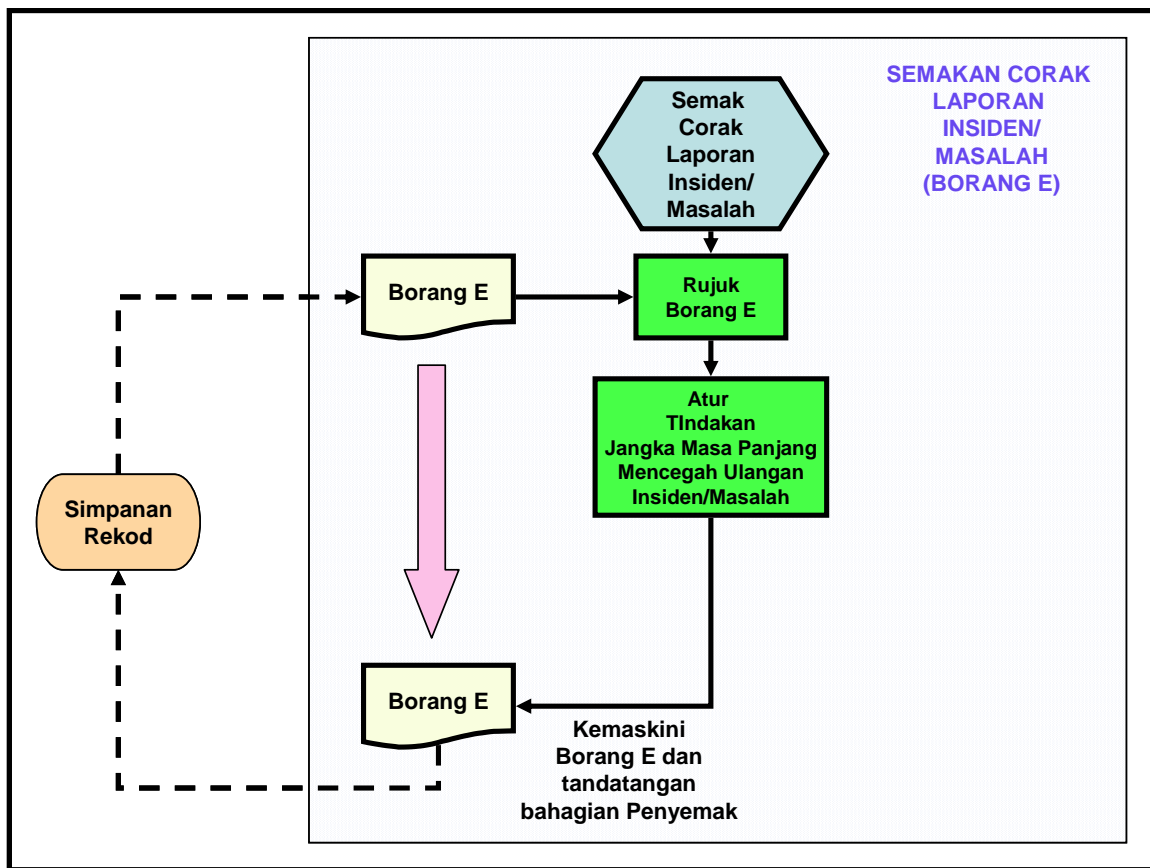 SEMAKAN CORAK
LAPORAN
INSIDEN/
MASALAH
(BORANG E)
Semak
Corak
Laporan
Insiden/
Masalah
Borang E
Rujuk
Borang E
Atur
TIndakan
Jangka Masa Panjang
Mencegah Ulangan
Insiden/Masalah
Simpanan
Rekod
Borang E
Kemaskini
Borang E dan
tandatangan
bahagian Penyemak